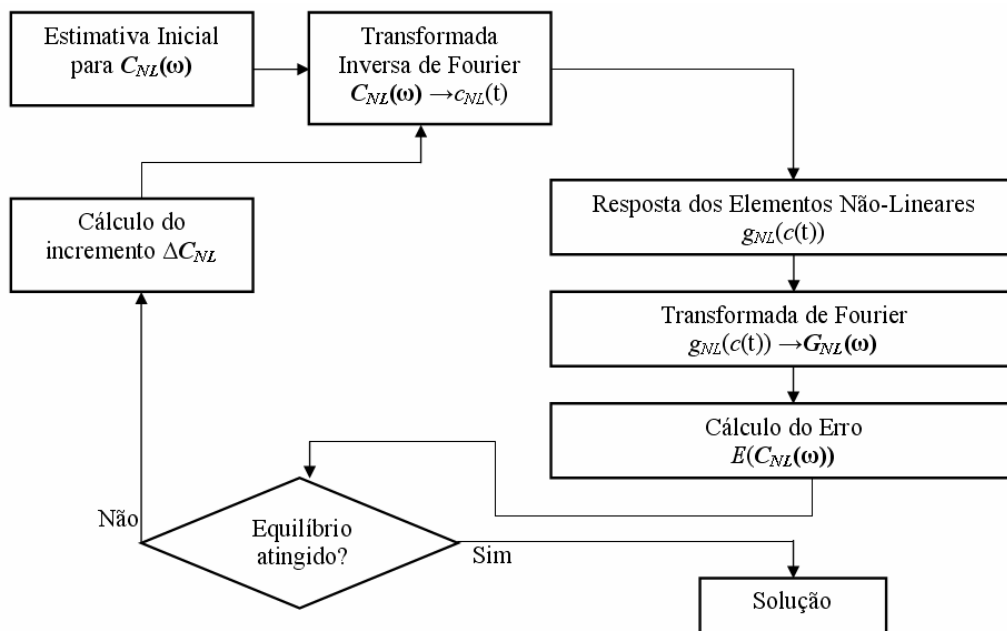 Estimativa Inicial
para C_NL(ω)
Transformada
Inversa de Fourier
C_NL(ω) →c_NL(t)
Resposta dos Elementos Não-Lineares
g_NL(c(t))
Transformada de Fourier
g_NL(c(t)) →G_NL(ω)
Cálculo do Erro
E(C_NL(ω))
Cálculo do
incremento ΔC_NL
Não
Equilíbrio
atingido?
Sim
Solução